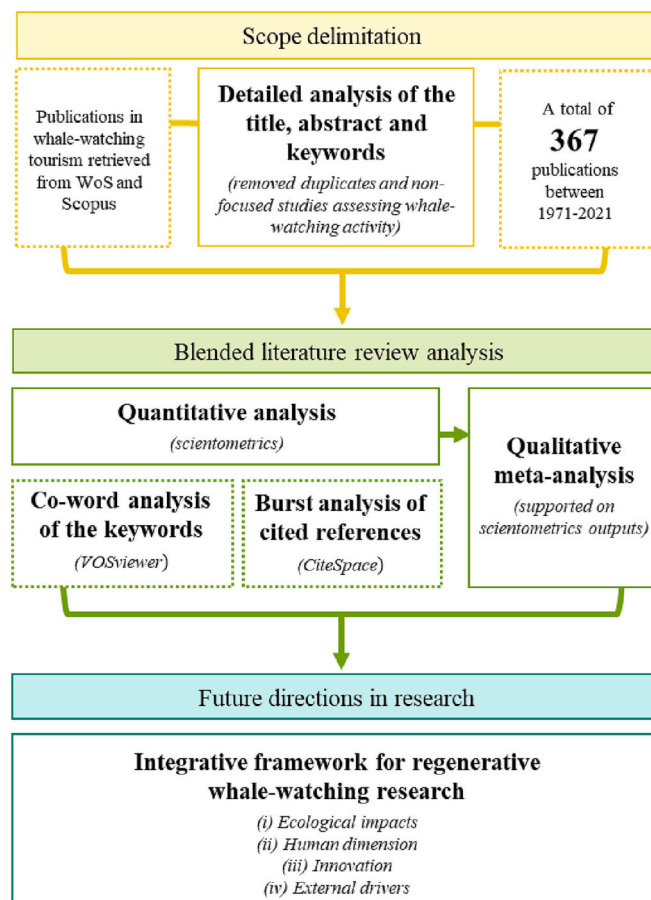 Scope delimitation
Publications in
whale-watching
tourism retrieved
from WoS and
Scopus
Detailed analysis of the
title, abstract and
keywords
(removed duplicates and non-
focused studies assessing whale-
watching activity)
A total of
367
publications
between
1971-2021
Blended literature review analysis
Quantitative analysis
(scientometrics)
Co-word analysis
of the keywords
(VOSviewer)
Burst analysis of
cited references
(CiteSpace)
Qualitative
meta-analysis
(supported on
scientometrics outputs)
Future directions in research
Integrative framework for regenerative
whale-watching research
(i) Ecological impacts
(ii) Human dimension
(iii) Innovation
(iv) External drivers